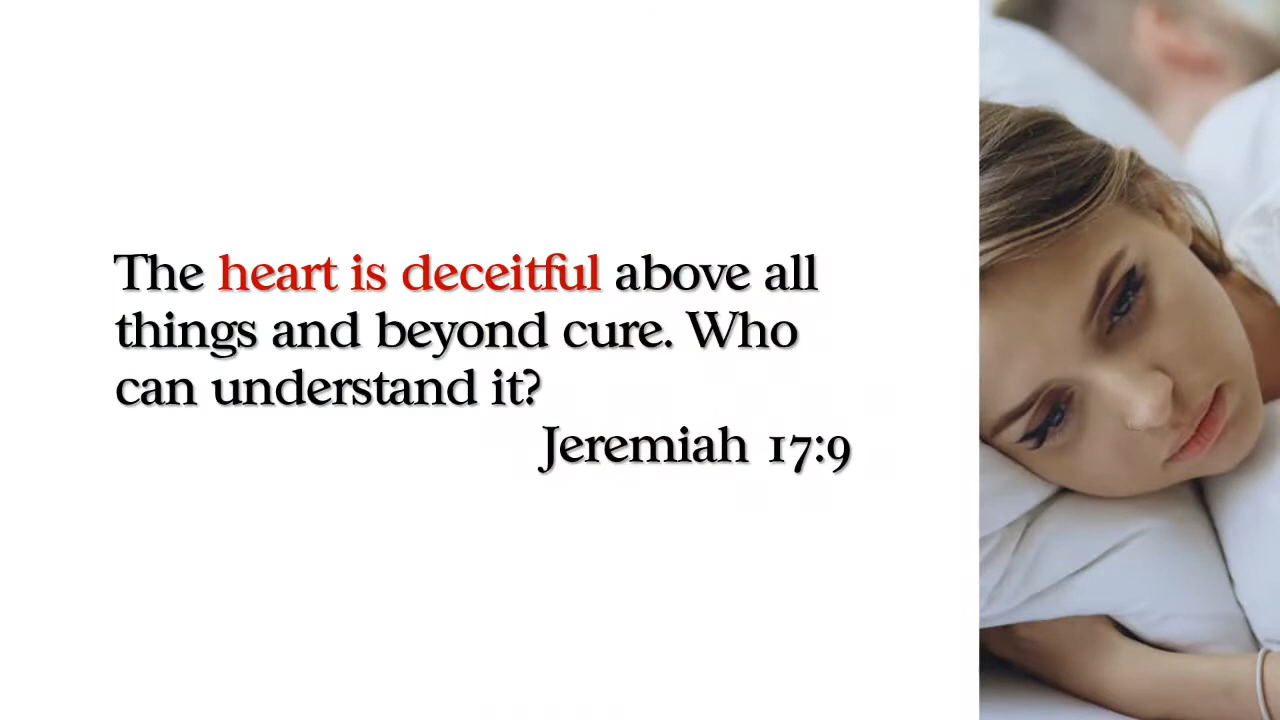 The heart is deceitful above all
things and beyond cure. Who
can understand it?
Jeremiah 17:9